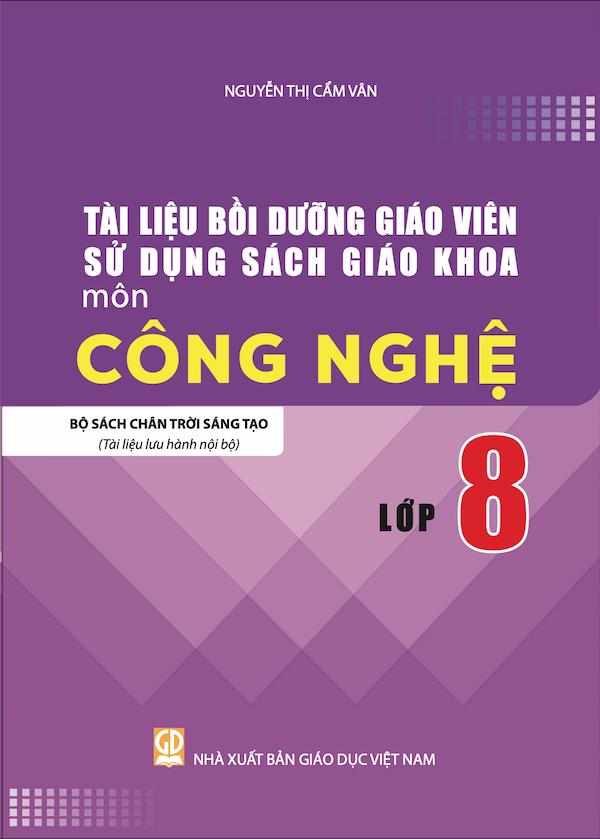 NGUYỄN THỊ CẨM VÂN
TÀI LIỆU BỒI DƯỠNG GIÁO VIÊN
SỬ DỤNG SÁCH GIÁO KHOA
môn
CÔNG NGHỆ
BỘ SÁCH CHÂN TRỜI SÁNG TẠO
(Tài liệu lưu hành nội bộ)
LỚP 8
GD
NHÀ XUẤT BẢN GIÁO DỤC VIỆT NAM